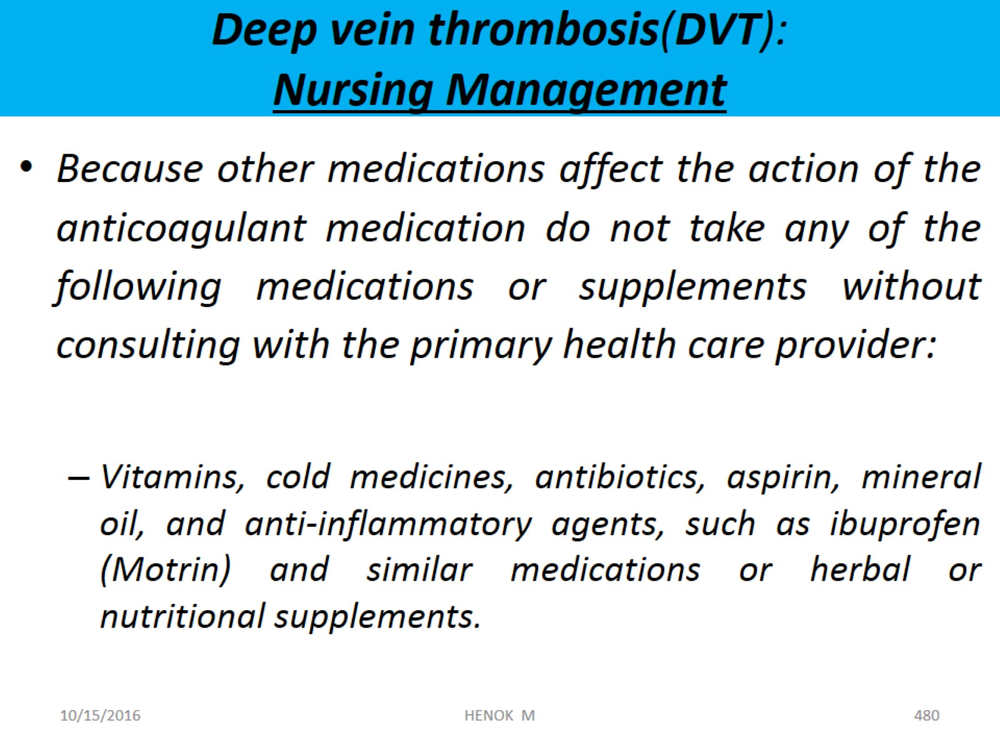 Deep vein thrombosis(DVT):
Nursing Management
• Because other medications affect the action of the
anticoagulant medication do not take any of the
following medications or supplements without
consulting with the primary health care provider:
– Vitamins, cold medicines, antibiotics, aspirin, mineral
oil, and anti-inflammatory agents, such as ibuprofen
(Motrin) and similar medications or herbal or
nutritional supplements.
10/15/2016 HENOK M 480